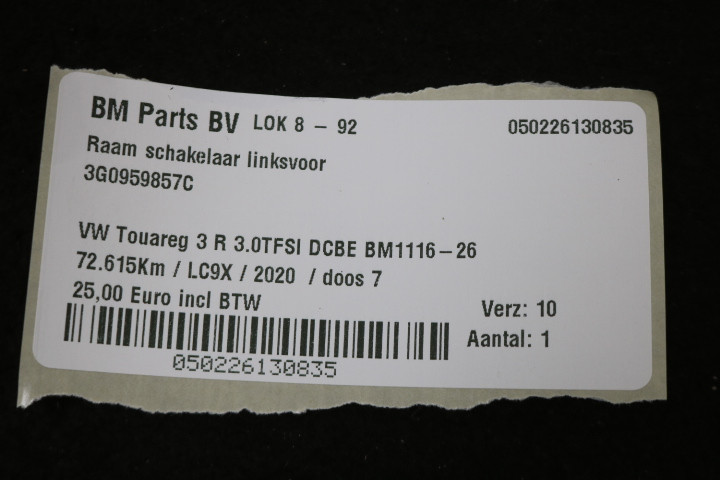 BM Parts BV LOK 8 - 92 050226130835
Raam schakelaar linksvoor
3G0959857C
VW Touareg 3 R 3.0TFSI DCBE BM1116-26
72.615Km / LC9X / 2020 / doos 7
25,00 Euro incl BTW
Verz: 10
Aantal: 1
050226130835